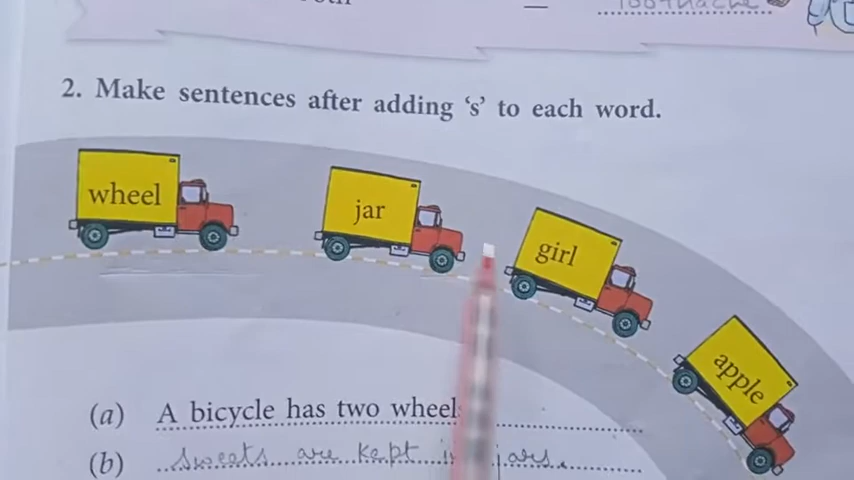 2. Make sentences after adding 's' to each word.
wheel
jar
girl
apple
(a) A bicycle has two wheel
(b) Sweets are kept jars.